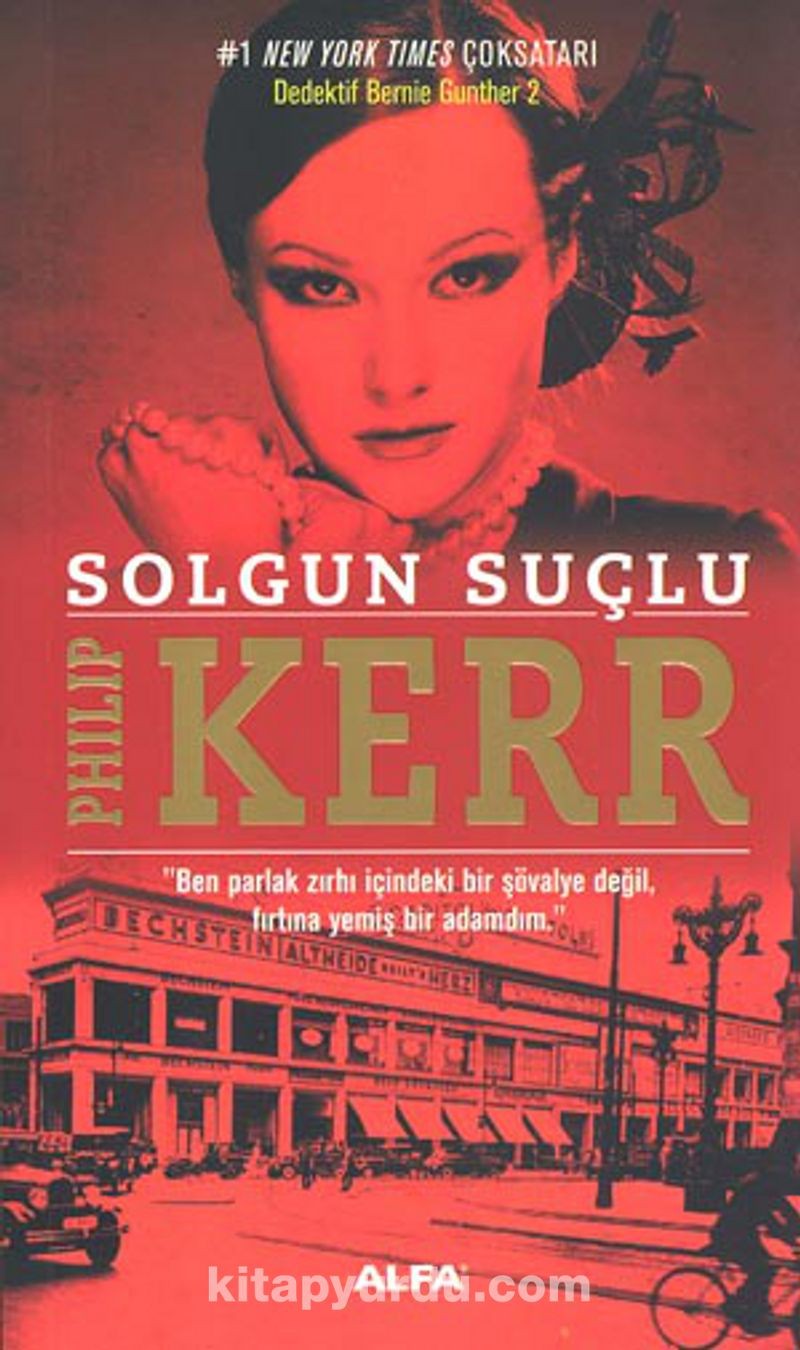 #1 NEW YORK TIMES ÇOKSATARI
Dedektif Bernie Gunther 2
SOLGUN SUÇLU
PHILIP
KERR
"Ben parlak zırhı içindeki bir şövalye değil,
fırtına yemiş bir adamdım."
BECHSTEIN ALTHEIDE HERZ
ALFA
kitapyurdu.com